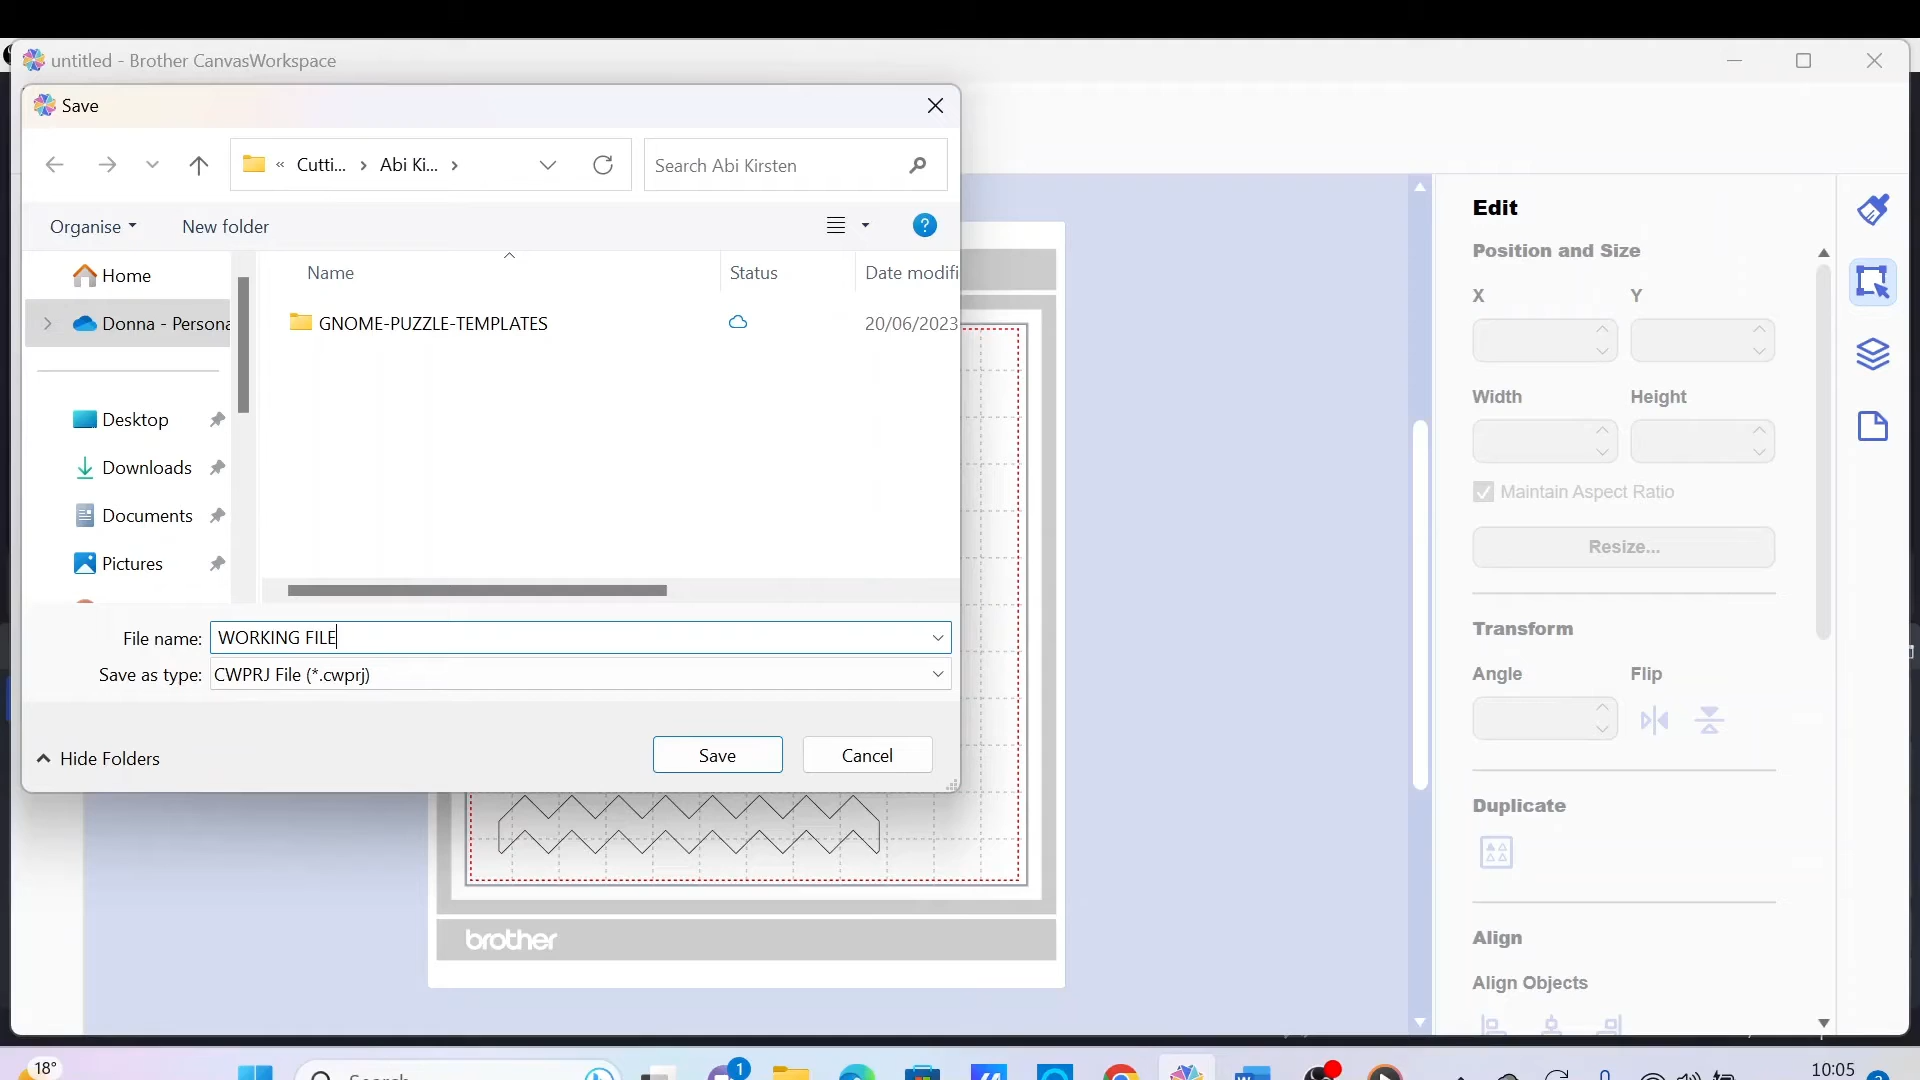 untitled - Brother CanvasWorkspace
Save
« Cutti... > Abi Ki... >
Search Abi Kirsten
Organise
New folder
?
Home
Donna - Persona
Desktop
Downloads
Documents
Pictures
Name
Status
Date modifi
GNOME-PUZZLE-TEMPLATES
20/06/2023
File name:
WORKING FILE
Save as type:
CWPRJ File (*.cwprj)
Hide Folders
Save
Cancel
brother
Edit
Position and Size
X
Y
Width
Height
Maintain Aspect Ratio
Resize...
Transform
Angle
Flip
Duplicate
Align
Align Objects
18°
Search
1
10:05